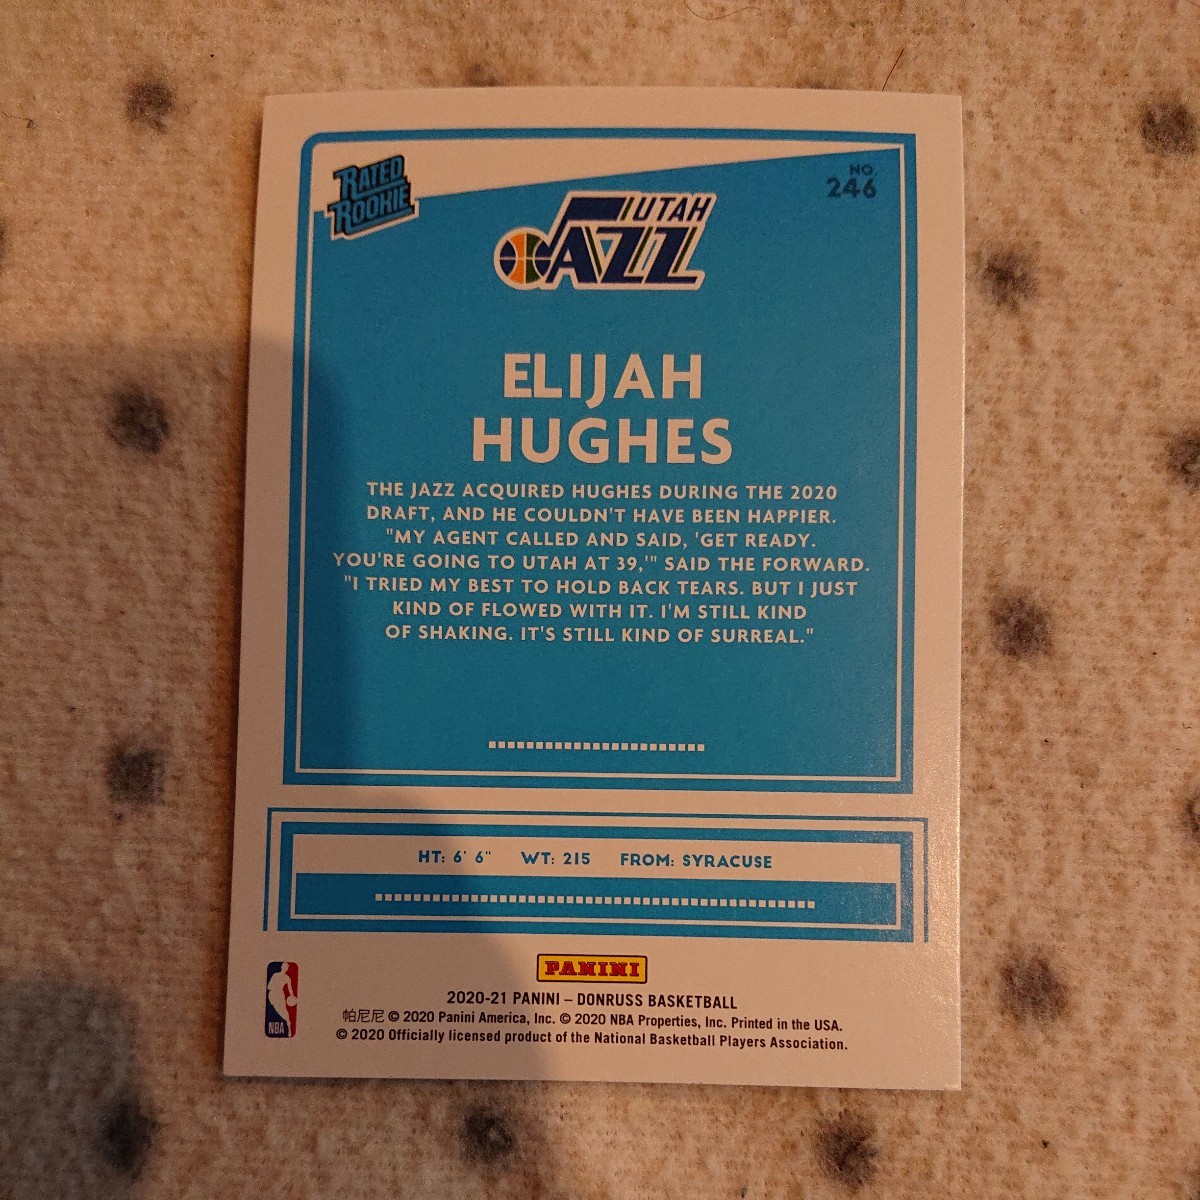 RATED
ROOKIE
NO.
246
UTAH
JAZZ
ELIJAH
HUGHES
THE JAZZ ACQUIRED HUGHES DURING THE 2020
DRAFT, AND HE COULDN'T HAVE BEEN HAPPIER.
"MY AGENT CALLED AND SAID, 'GET READY.
YOU'RE GOING TO UTAH AT 39,'" SAID THE FORWARD.
"I TRIED MY BEST TO HOLD BACK TEARS. BUT I JUST
KIND OF FLOWED WITH IT. I'M STILL KIND
OF SHAKING. IT'S STILL KIND OF SURREAL."
HT: 6' 6" WT: 215 FROM: SYRACUSE
PANINI
NBA
2020-21 PANINI – DONRUSS BASKETBALL
帕尼尼 © 2020 Panini America, Inc. © 2020 NBA Properties, Inc. Printed in the USA.
© 2020 Officially licensed product of the National Basketball Players Association.